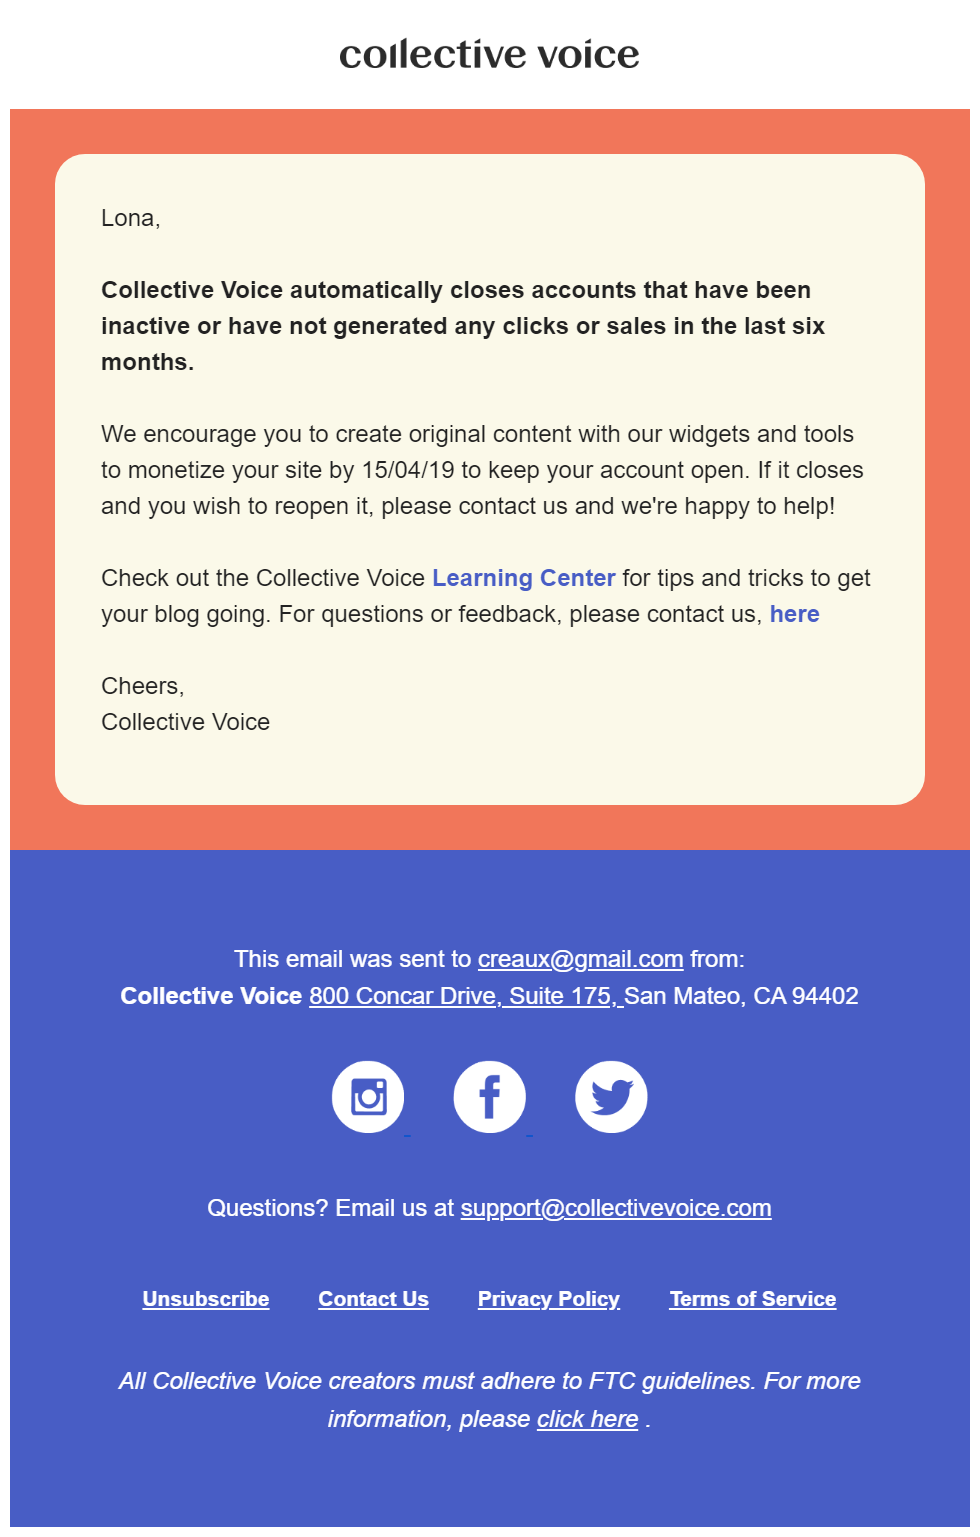 collective voice
Lona,
Collective Voice automatically closes accounts that have been
inactive or have not generated any clicks or sales in the last six
months.
We encourage you to create original content with our widgets and tools
to monetize your site by 15/04/19 to keep your account open. If it closes
and you wish to reopen it, please contact us and we're happy to help!
Check out the Collective Voice Learning Center for tips and tricks to get
your blog going. For questions or feedback, please contact us, here
Cheers,
Collective Voice
This email was sent to creaux@gmail.com from:
Collective Voice 800 Concar Drive, Suite 175, San Mateo, CA 94402
Questions? Email us at support@collectivevoice.com
Unsubscribe Contact Us Privacy Policy Terms of Service
All Collective Voice creators must adhere to FTC guidelines. For more
information, please click here .